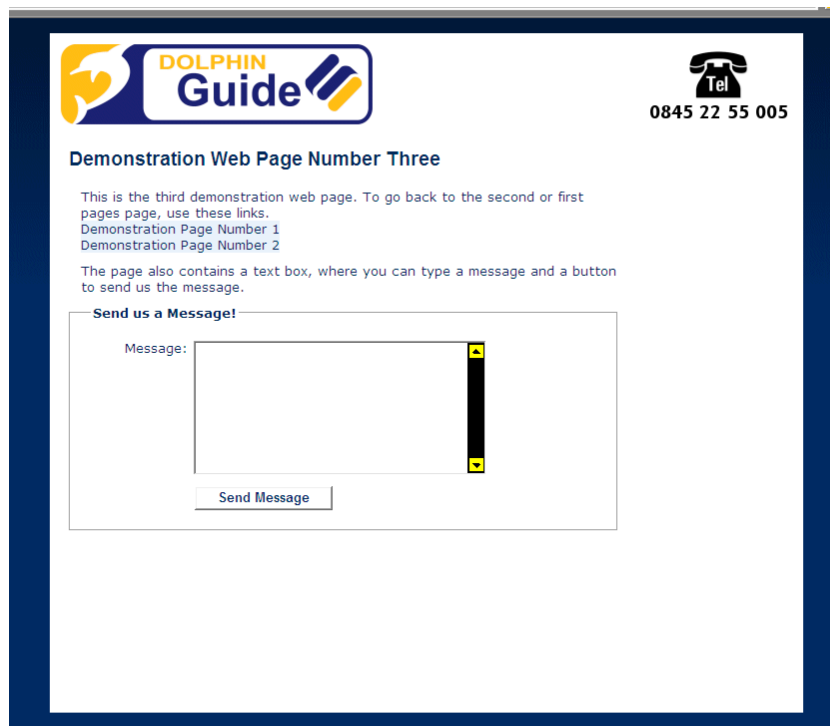 DOLPHIN
Guide
Tel
0845 22 55 005
Demonstration Web Page Number Three
This is the third demonstration web page. To go back to the second or first
pages page, use these links.
Demonstration Page Number 1
Demonstration Page Number 2
The page also contains a text box, where you can type a message and a button
to send us the message.
Send us a Message!
Message:
Send Message